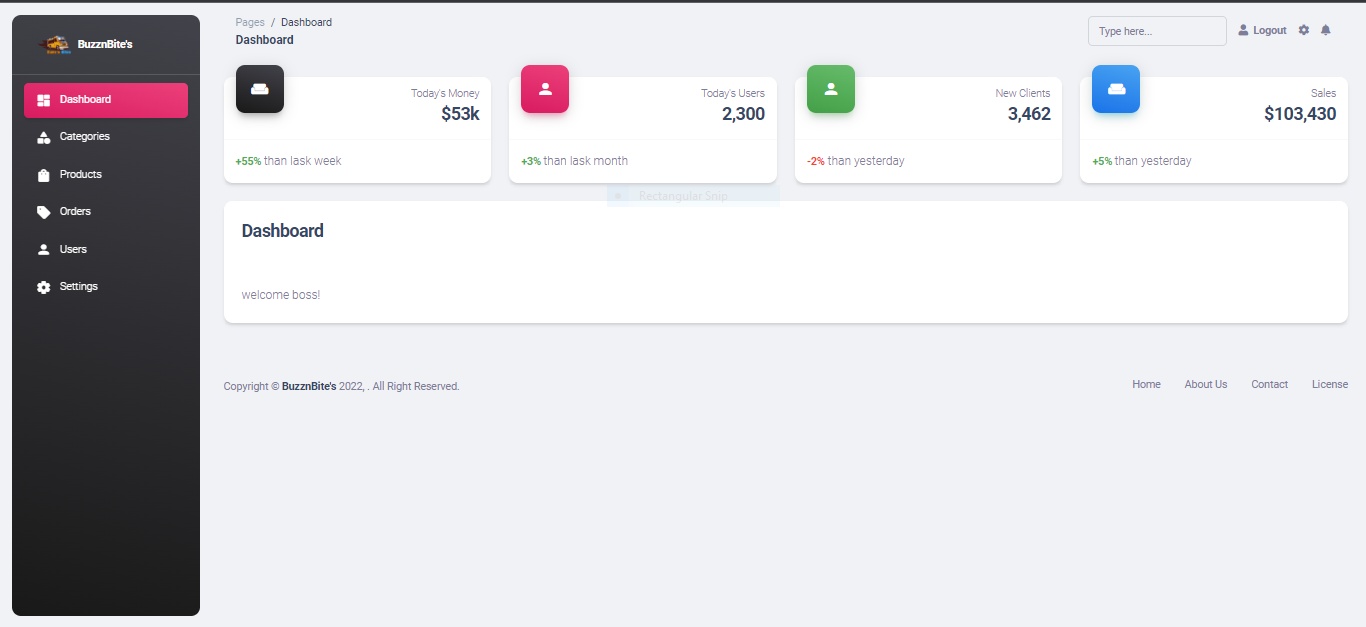 BuzznBite's
Dashboard
Categories
Products
Orders
Users
Settings
Pages / Dashboard
Dashboard
Type here...
Logout
Today's Money
$53k
+55% than lask week
Today's Users
2,300
+3% than lask month
New Clients
3,462
-2% than yesterday
Sales
$103,430
+5% than yesterday
Rectangular Snip
Dashboard
welcome boss!
Copyright © BuzznBite's 2022, . All Right Reserved.
Home About Us Contact License